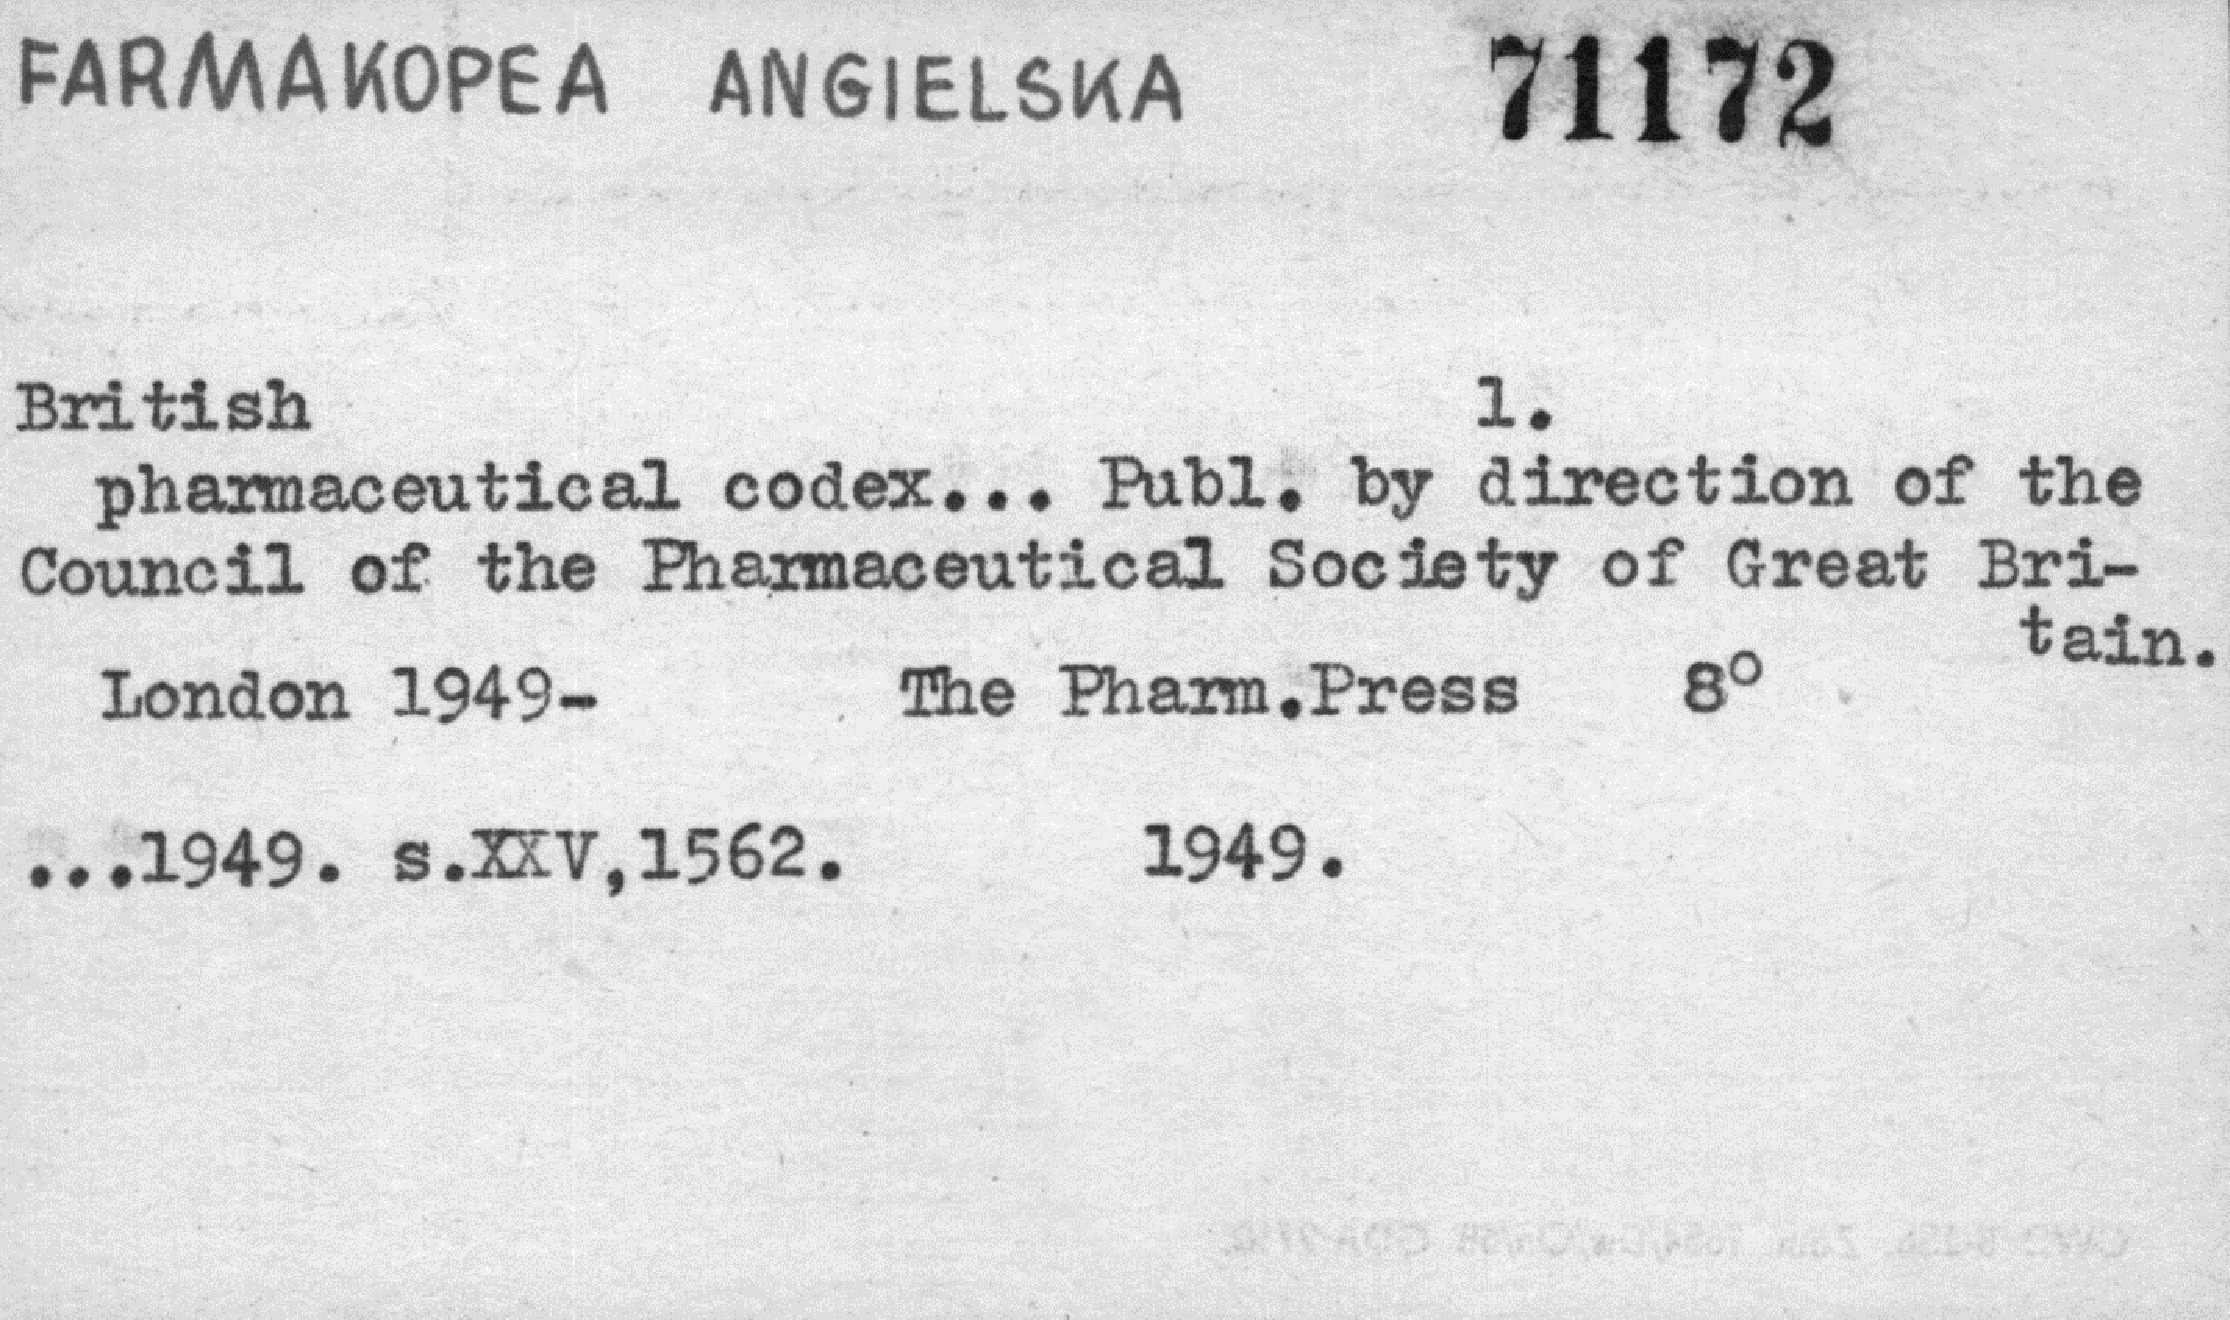 FARMAKOPEA ANGIELSKA 71172
British 1.
pharmaceutical codex... Publ. by direction of the
Council of the Pharmaceutical Society of Great Bri-
tain.
London 1949- The Pharm.Press 8°
...1949. s.XXV,1562. 1949.